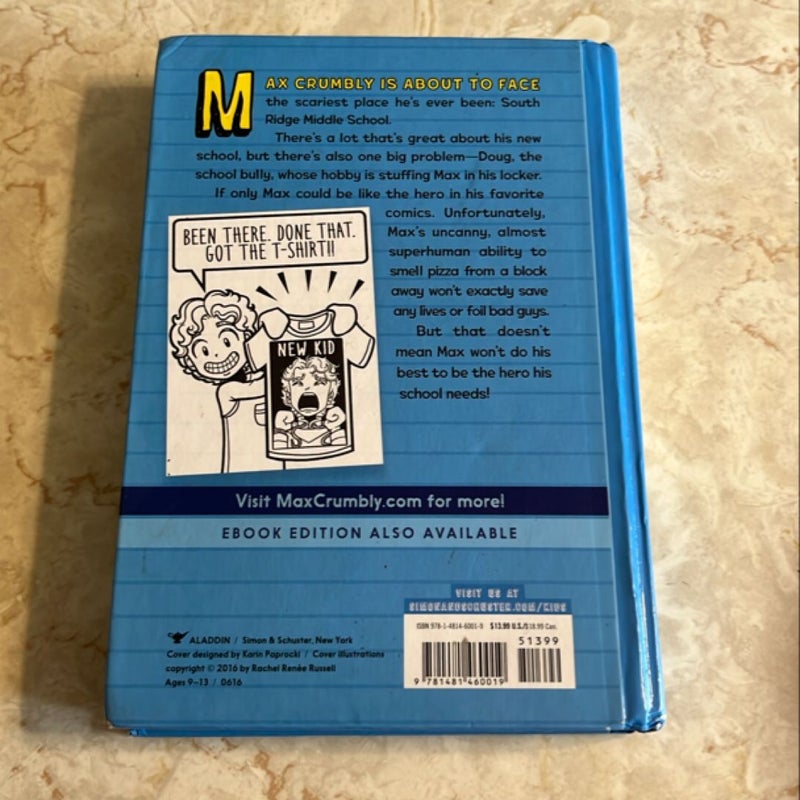 MAX CRUMBLY IS ABOUT TO FACE
the scariest place he's ever been: South
Ridge Middle School.
There's a lot that's great about his new
school, but there's also one big problem—Doug, the
school bully, whose hobby is stuffing Max in his locker.
If only Max could be like the hero in his favorite
comics. Unfortunately,
Max's uncanny, almost
superhuman ability to
smell pizza from a block
away won't exactly save
any lives or foil bad guys.
But that doesn't
mean Max won't do his
best to be the hero his
school needs!
BEEN THERE. DONE THAT.
GOT THE T-SHIRT!!
NEW KID
Visit MaxCrumbly.com for more!
EBOOK EDITION ALSO AVAILABLE
VISIT US AT
SIMONANDSCHUSTER.COM/KIDS
ALADDIN / Simon & Schuster, New York
Cover designed by Karin Paprocki / Cover illustrations
copyright © 2016 by Rachel Renée Russell
Ages 9–13 / 0616
ISBN 978-1-4814-6001-9 $13.99 U.S./$18.99 Can.
51399
9 781481 460019